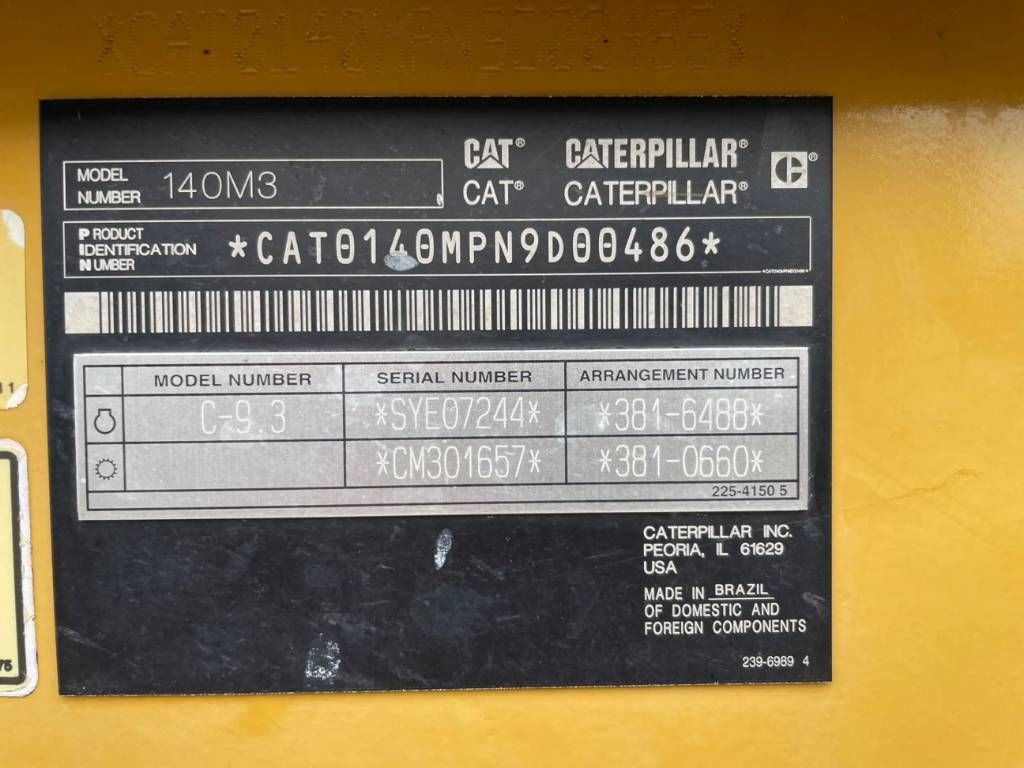 *CAT0140MPN9D00486*
CAT® CATERPILLAR®
MODEL NUMBER 140M3 CAT® CATERPILLAR®
PRODUCT IDENTIFICATION NUMBER *CAT0140MPN9D00486*
MODEL NUMBER SERIAL NUMBER ARRANGEMENT NUMBER
C-9.3 *SYE07244* *381-6488*
*CM301657* *381-0660*
225-4150 5
CATERPILLAR INC.
PEORIA, IL 61629
USA
MADE IN BRAZIL
OF DOMESTIC AND
FOREIGN COMPONENTS
239-6989 4